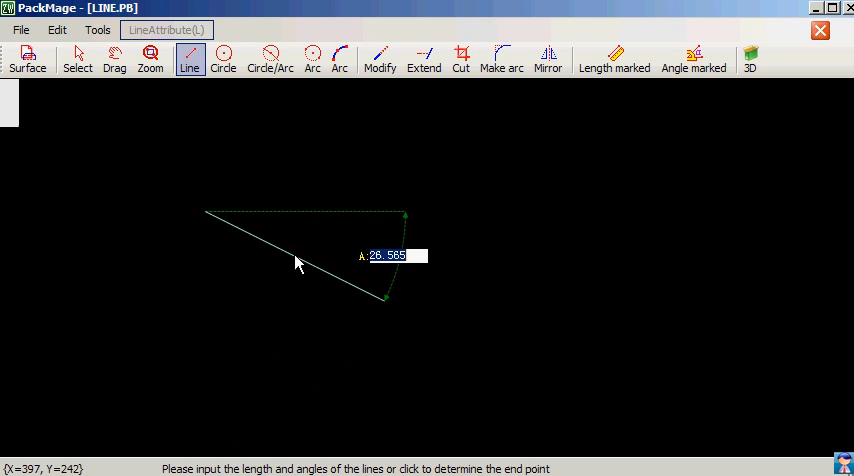 ZW PackMage - [LINE.PB]
File Edit Tools LineAttribute(L)
Surface Select Drag Zoom Line Circle Circle/Arc Arc Arc Modify Extend Cut Make arc Mirror Length marked Angle marked 3D
A:26.565
{X=397, Y=242} Please input the length and angles of the lines or click to determine the end point